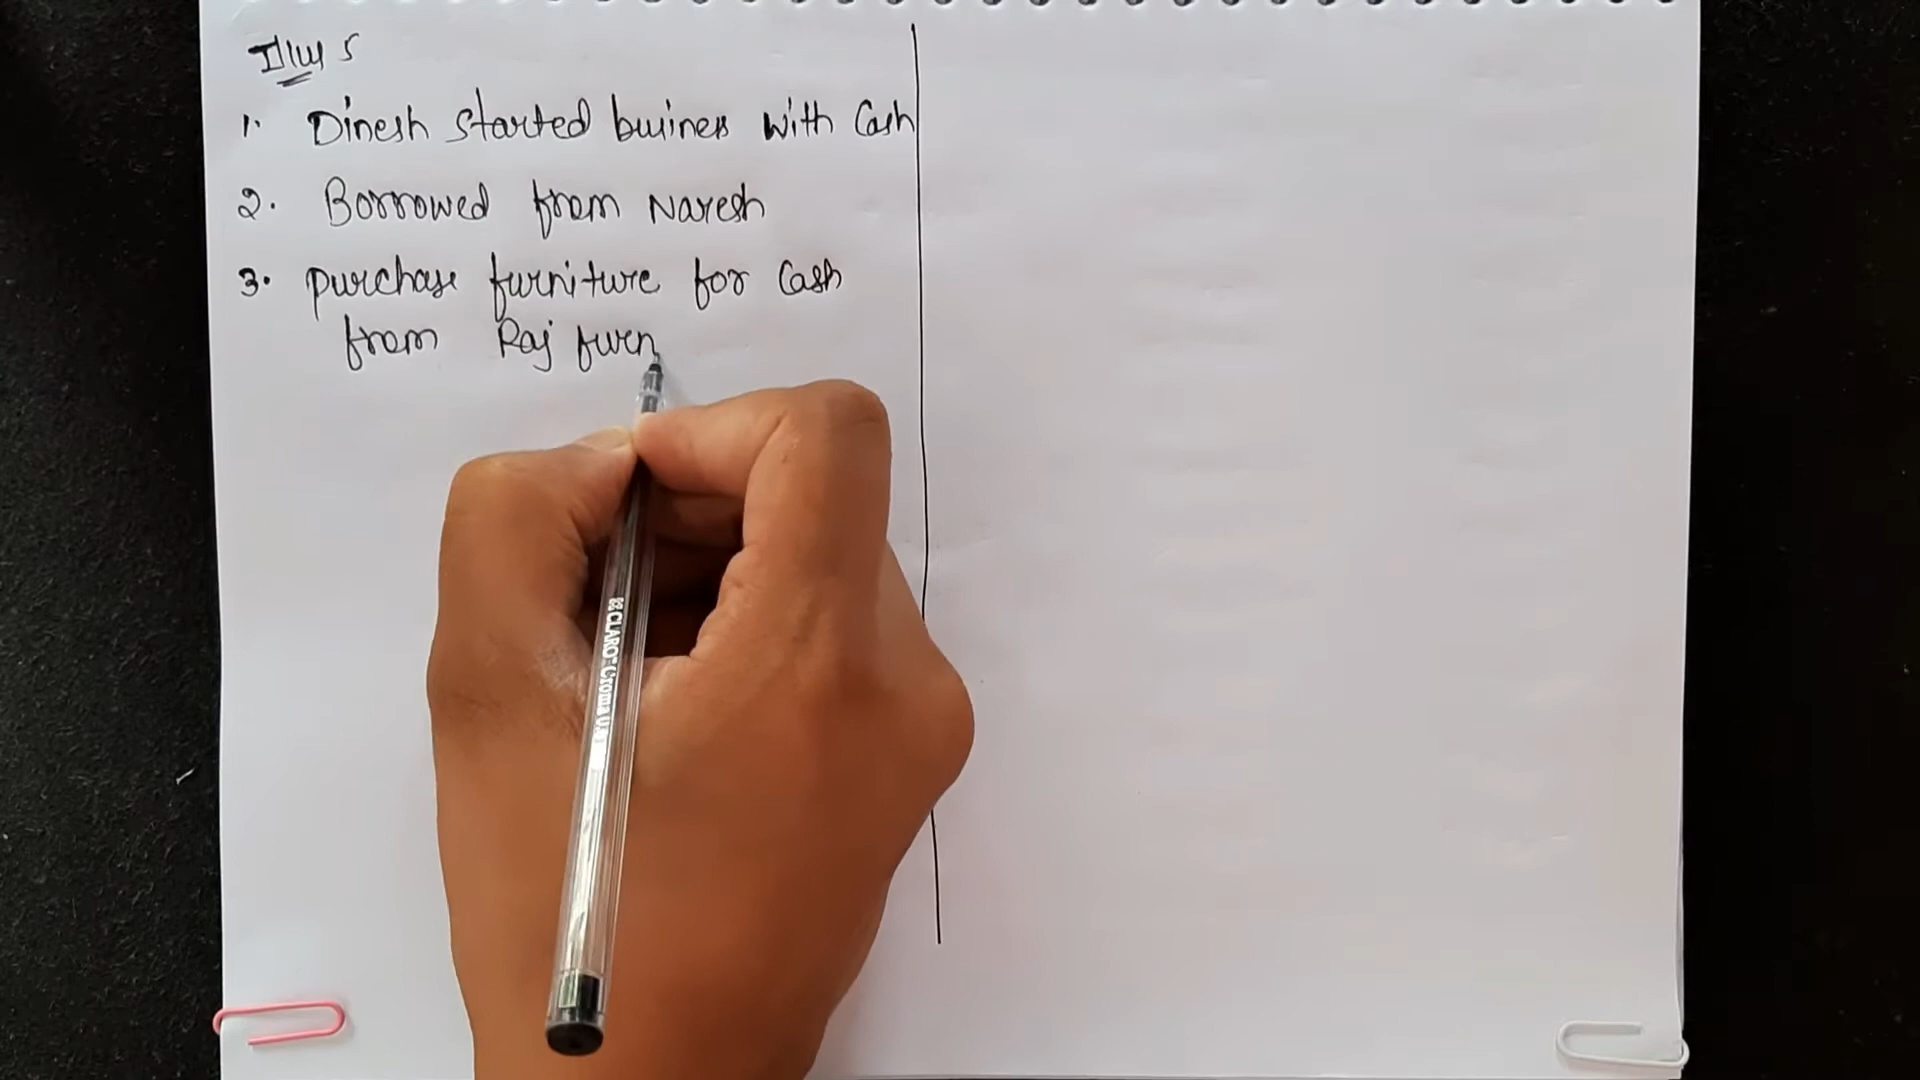 Illus 5
1. Dinesh started business with Cash
2. Borrowed from Naresh
3. purchase furniture for Cash
from Raj furn
CLARO Croma